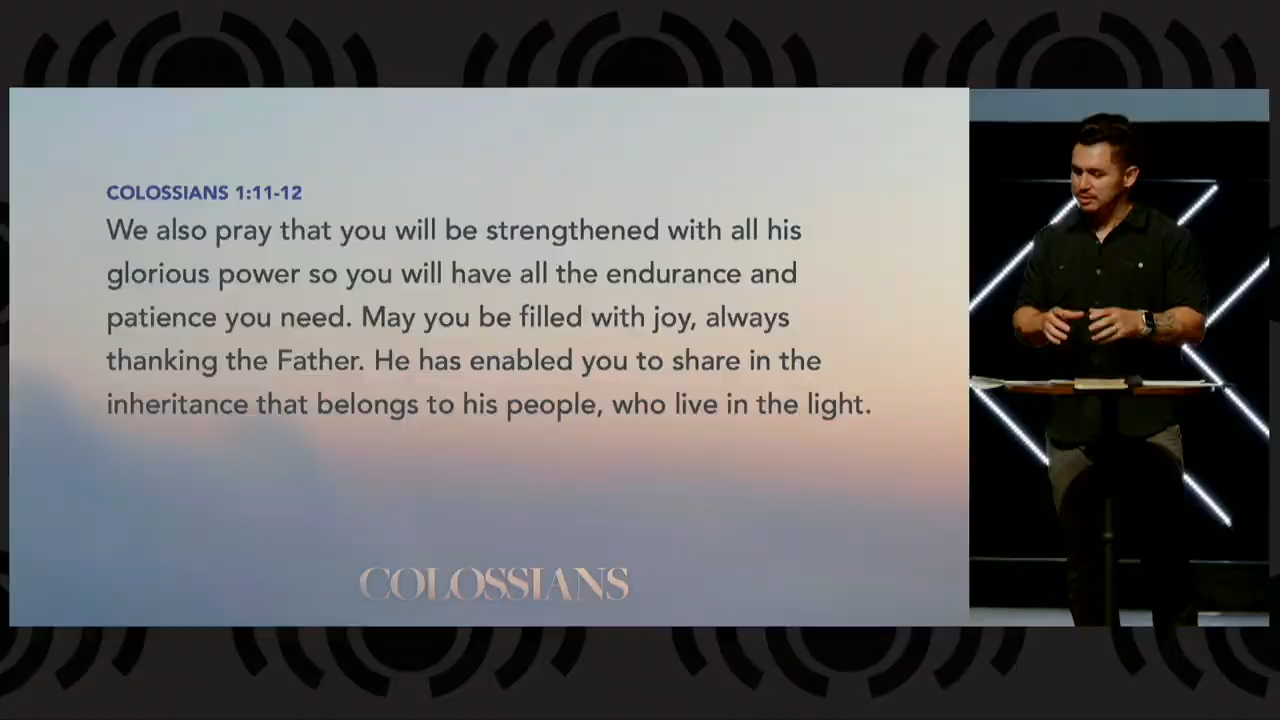 COLOSSIANS 1:11-12
We also pray that you will be strengthened with all his
glorious power so you will have all the endurance and
patience you need. May you be filled with joy, always
thanking the Father. He has enabled you to share in the
inheritance that belongs to his people, who live in the light.
COLOSSIANS